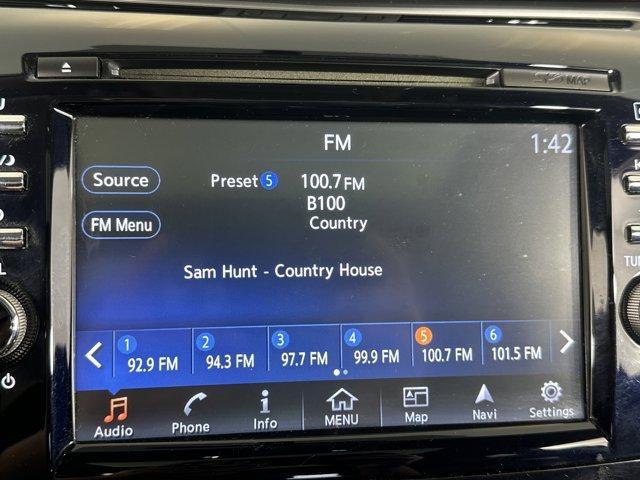 MAP
FM
1:42
Source
Preset 5 100.7 FM
B100
FM Menu
Country
Sam Hunt - Country House
1 2 3 4 5 6
92.9 FM 94.3 FM 97.7 FM 99.9 FM 100.7 FM 101.5 FM
Audio Phone Info MENU Map Navi Settings